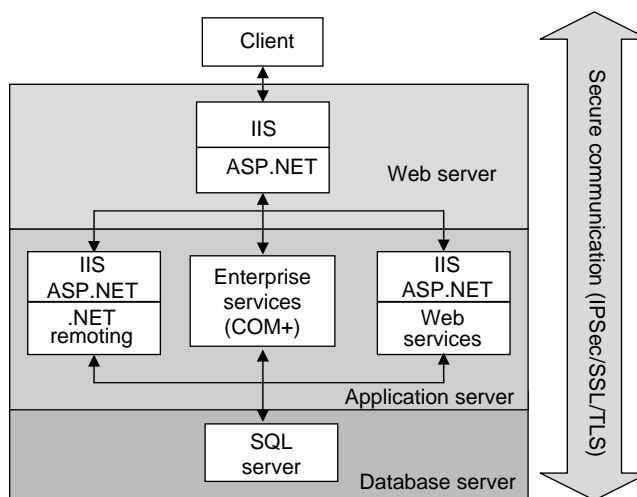 Client
IIS
ASP.NET
Web server
IIS
ASP.NET
.NET
remoting
Enterprise
services
(COM+)
IIS
ASP.NET
Web
services
Application server
SQL
server
Database server
Secure communication (IPSec/SSL/TLS)